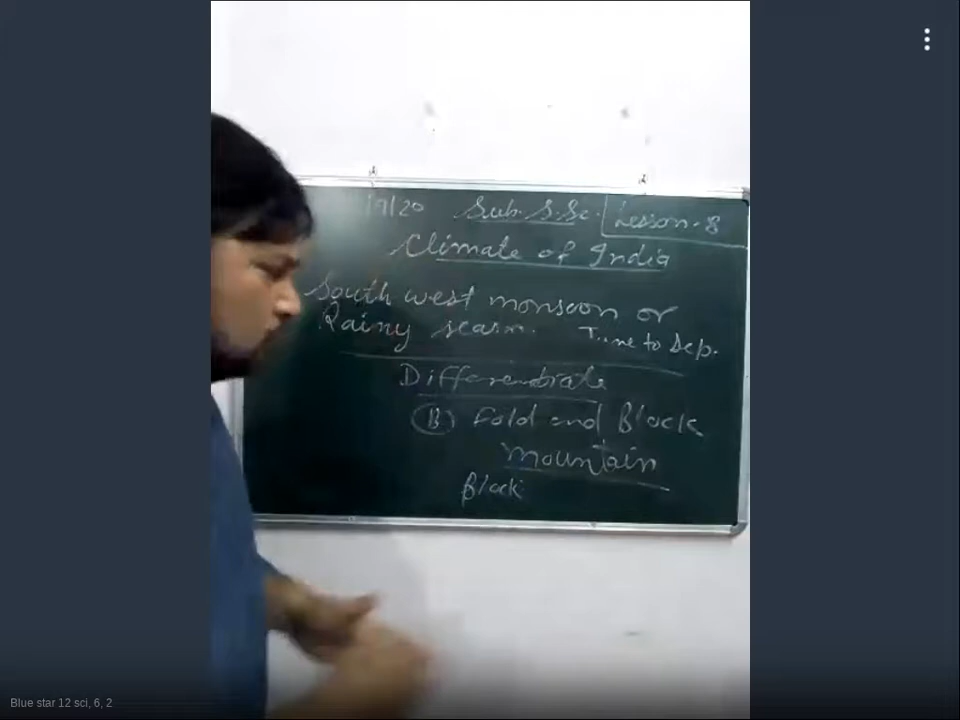 19/20 Sub. S.Sc. Lesson-8
Climate of India
South west monsoon or
Rainy season. June to Sep.
Differentiate
(B) Fold and Block
mountain
Block
Blue star 12 sci, 6, 2